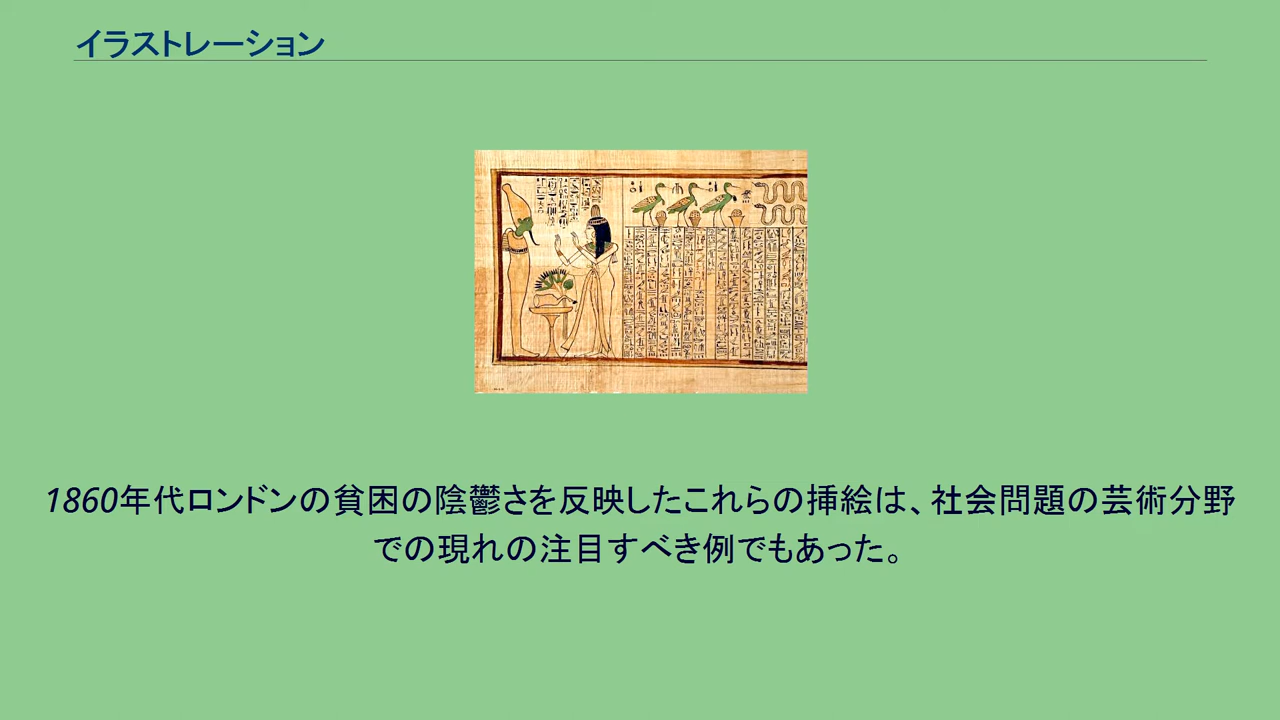 イラストレーション
1860年代ロンドンの貧困の陰鬱さを反映したこれらの挿絵は、社会問題の芸術分野
での現れの注目すべき例でもあった。